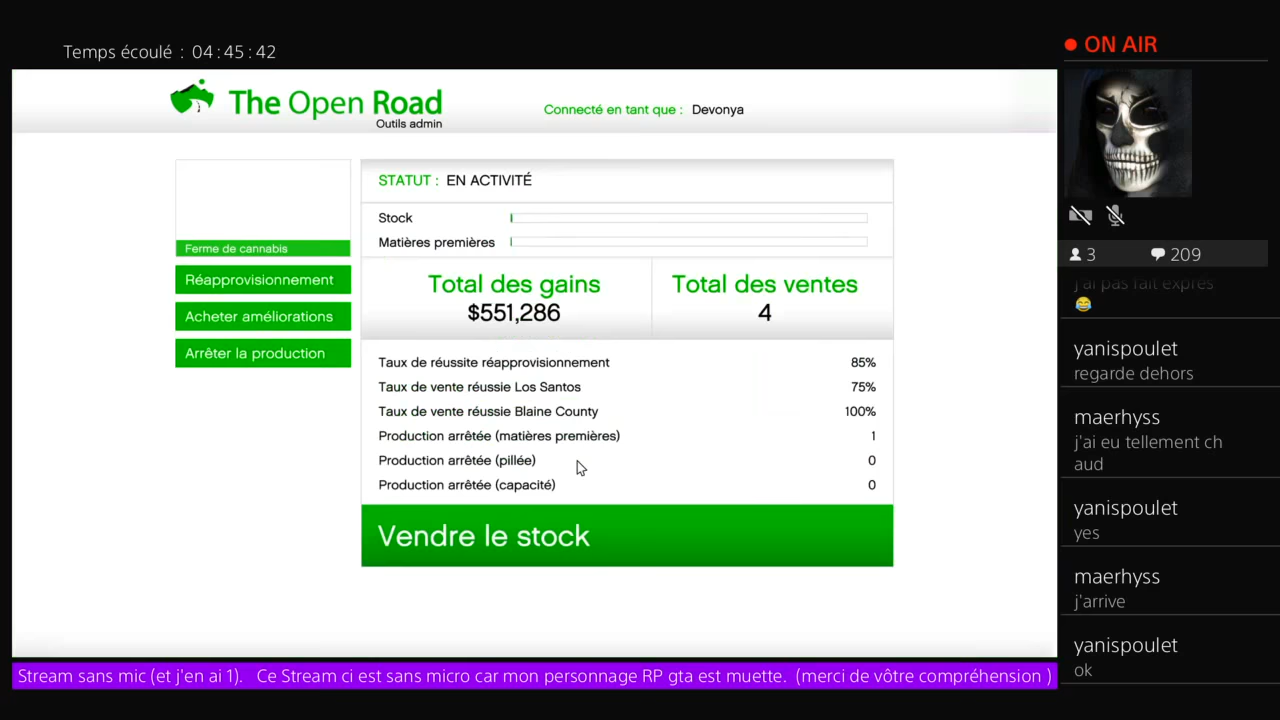 Temps écoulé : 04:45:42
ON AIR
The Open Road
Outils admin
Connecté en tant que : Devonya
Ferme de cannabis
Réapprovisionnement
Acheter améliorations
Arrêter la production
STATUT : EN ACTIVITÉ
Stock
Matières premières
Total des gains
$551,286
Total des ventes
4
Taux de réussite réapprovisionnement 85%
Taux de vente réussie Los Santos 75%
Taux de vente réussie Blaine County 100%
Production arrêtée (matières premières) 1
Production arrêtée (pillée) 0
Production arrêtée (capacité) 0
Vendre le stock
3 209
j'ai pas fait exprès
😂
yanispoulet
regarde dehors
maerhyss
j'ai eu tellement ch
aud
yanispoulet
yes
maerhyss
j'arrive
yanispoulet
ok
Stream sans mic (et j'en ai 1). Ce Stream ci est sans micro car mon personnage RP gta est muette. (merci de vôtre compréhension )